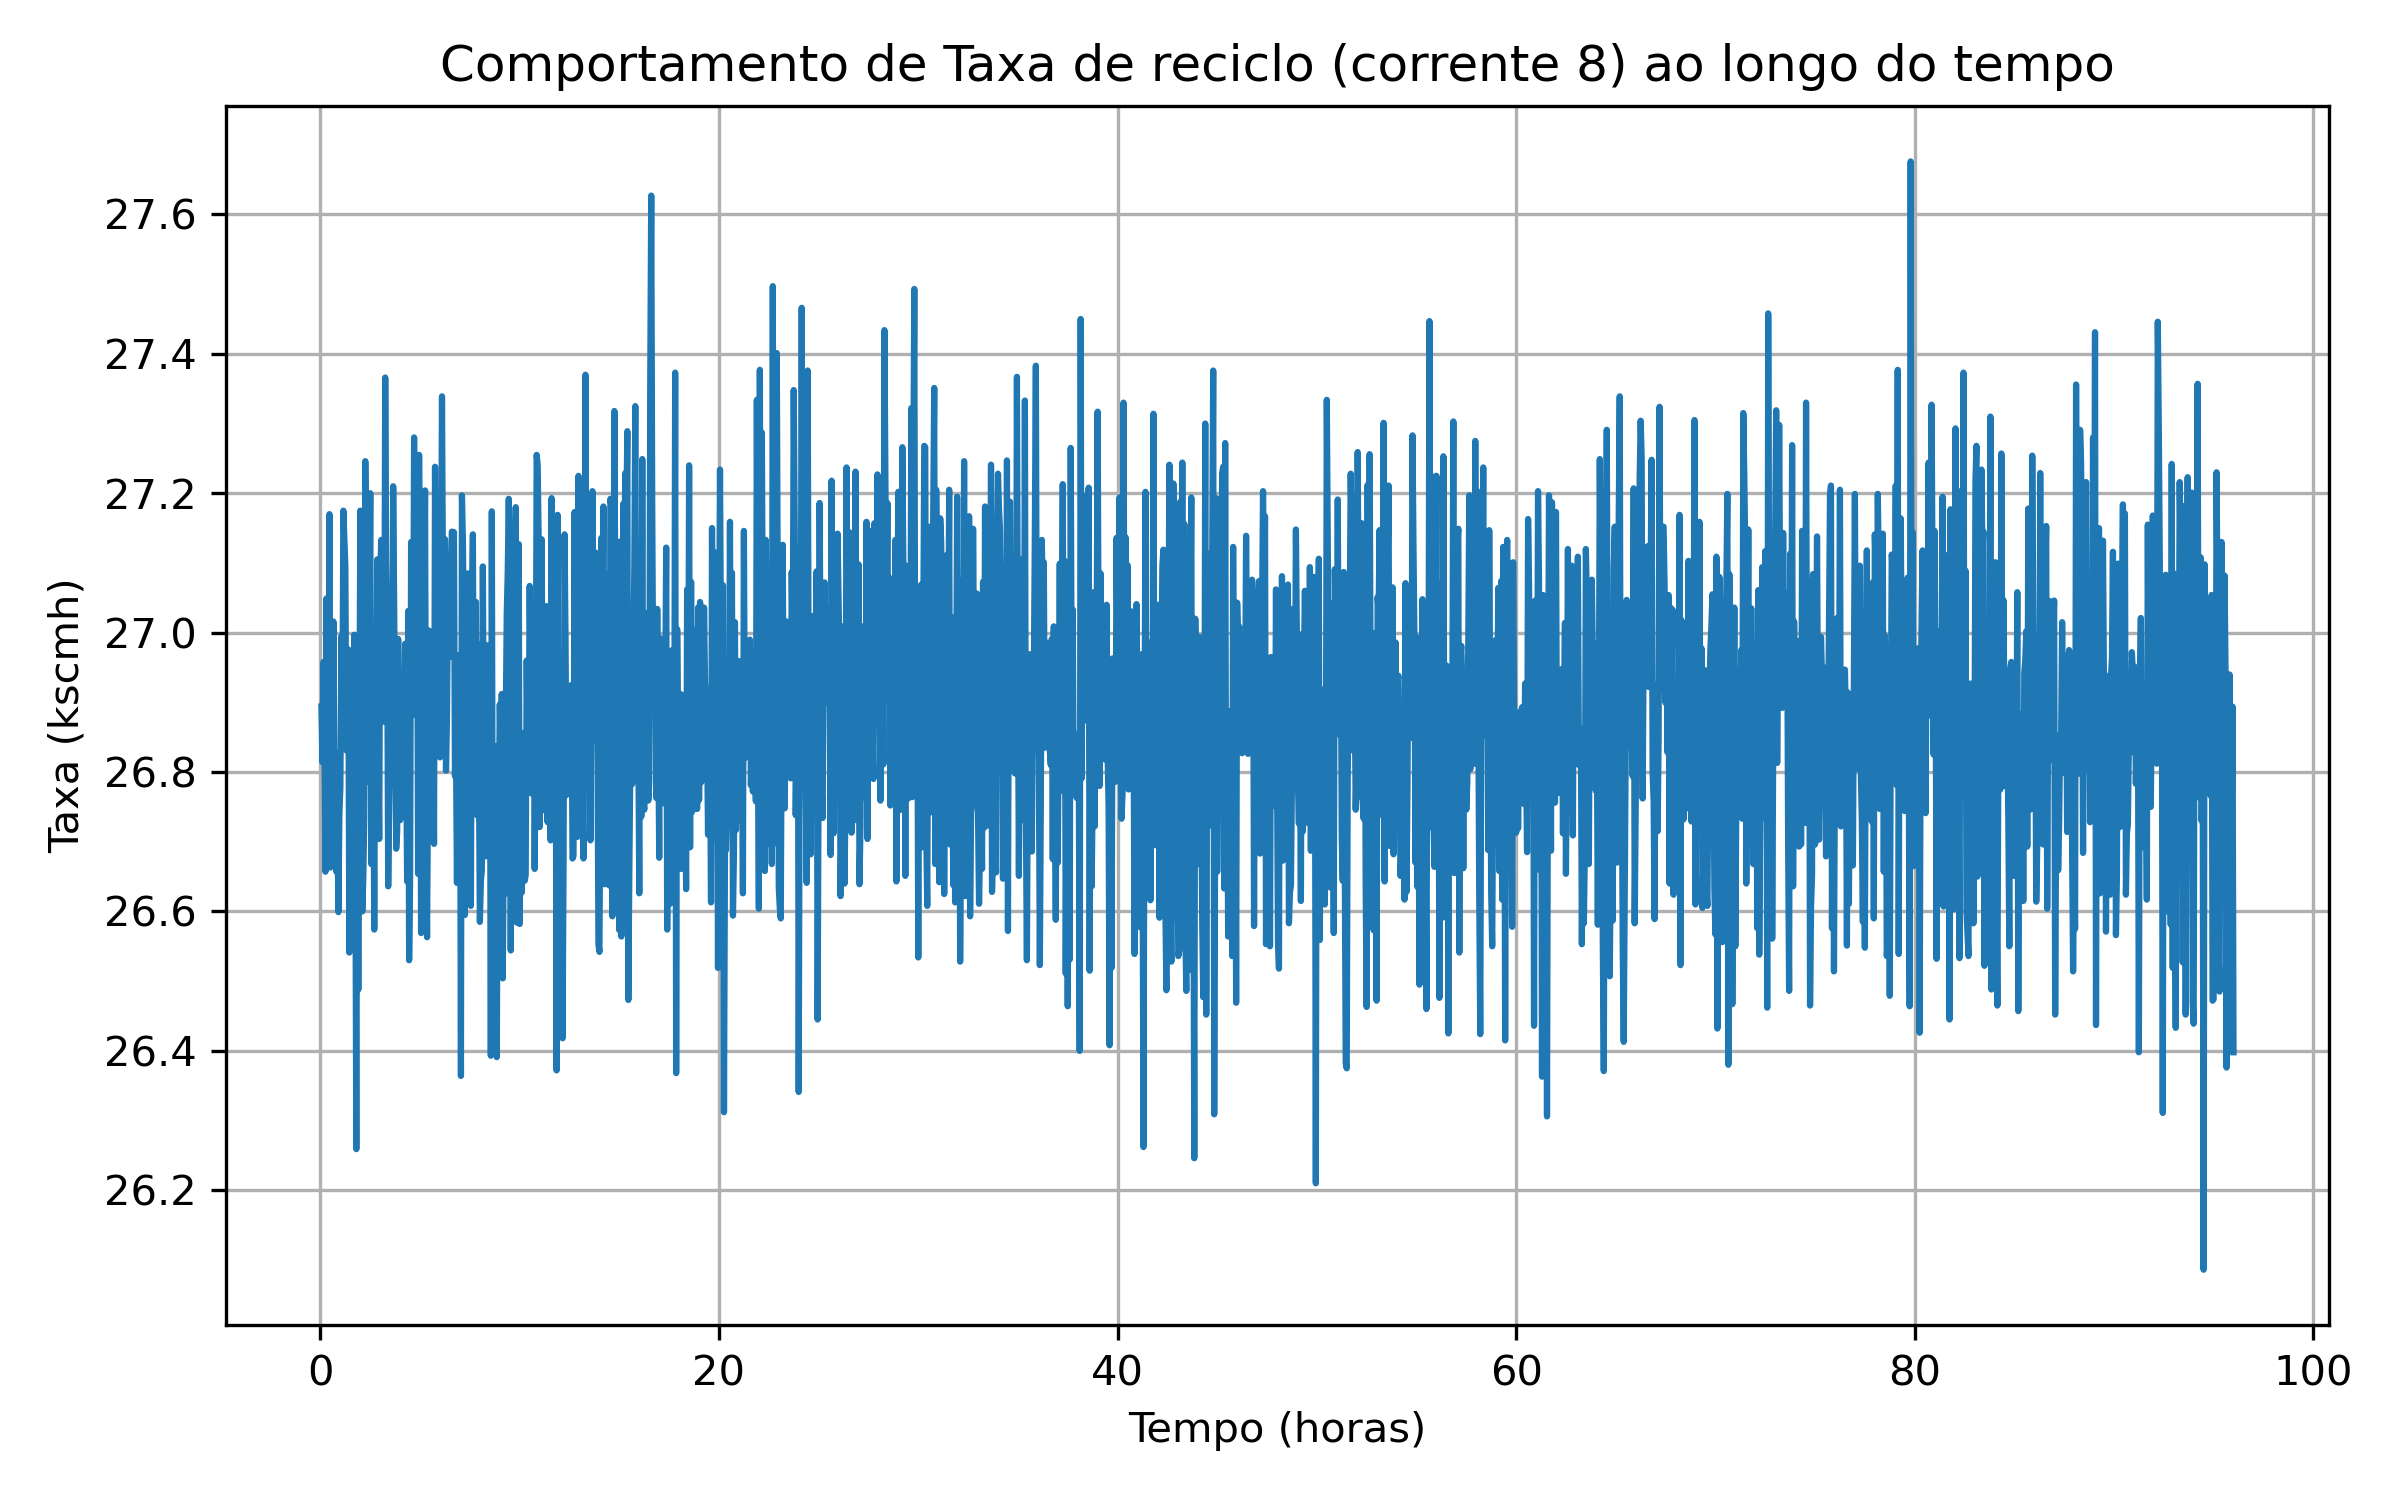 Comportamento de Taxa de reciclo (corrente 8) ao longo do tempo
27.6
27.4
27.2
27.0
26.8
26.6
26.4
26.2
Taxa (kscmh)
0 20 40 60 80 100
Tempo (horas)